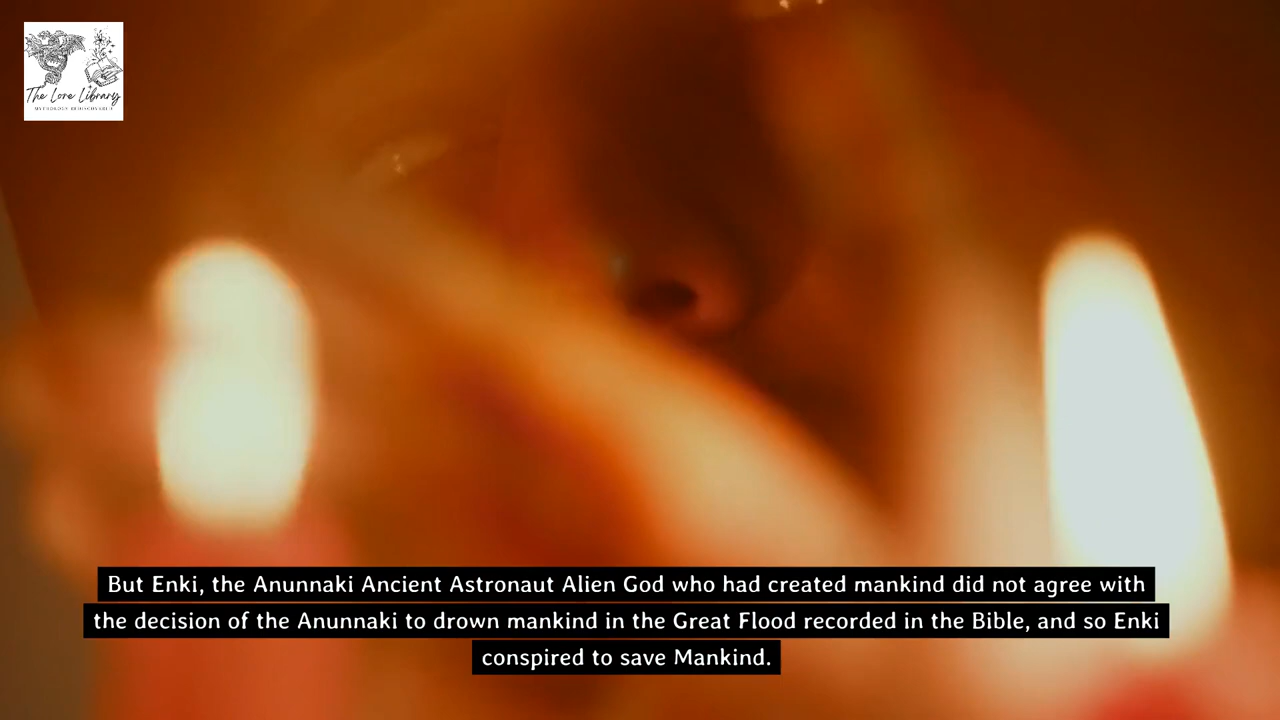 The Lore Library
MYTHOLOGY REDISCOVERED
But Enki, the Anunnaki Ancient Astronaut Alien God who had created mankind did not agree with
the decision of the Anunnaki to drown mankind in the Great Flood recorded in the Bible, and so Enki
conspired to save Mankind.